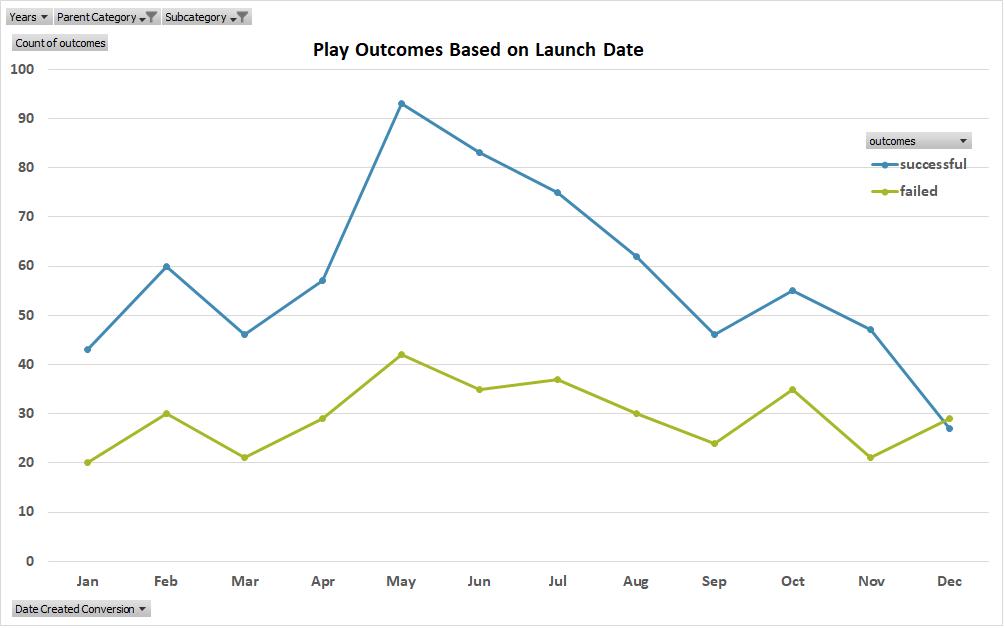 Years Parent Category Subcategory
Count of outcomes
Play Outcomes Based on Launch Date
100
90
80
70
60
50
40
30
20
10
0
outcomes
successful
failed
Jan Feb Mar Apr May Jun Jul Aug Sep Oct Nov Dec
Date Created Conversion